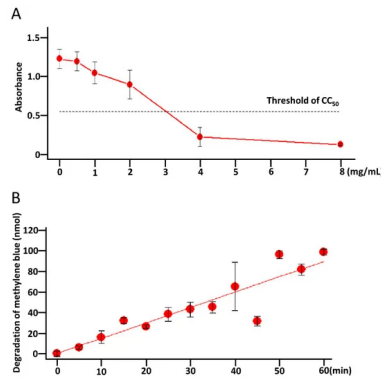 A
Absorbance
1.5
1.0
0.5
0
Threshold of CC50
0 1 2 3 4 5 6 7 8 (mg/mL)
B
Degradation of methylene blue (nmol)
120
100
80
60
40
20
0
0 10 20 30 40 50 60(min)